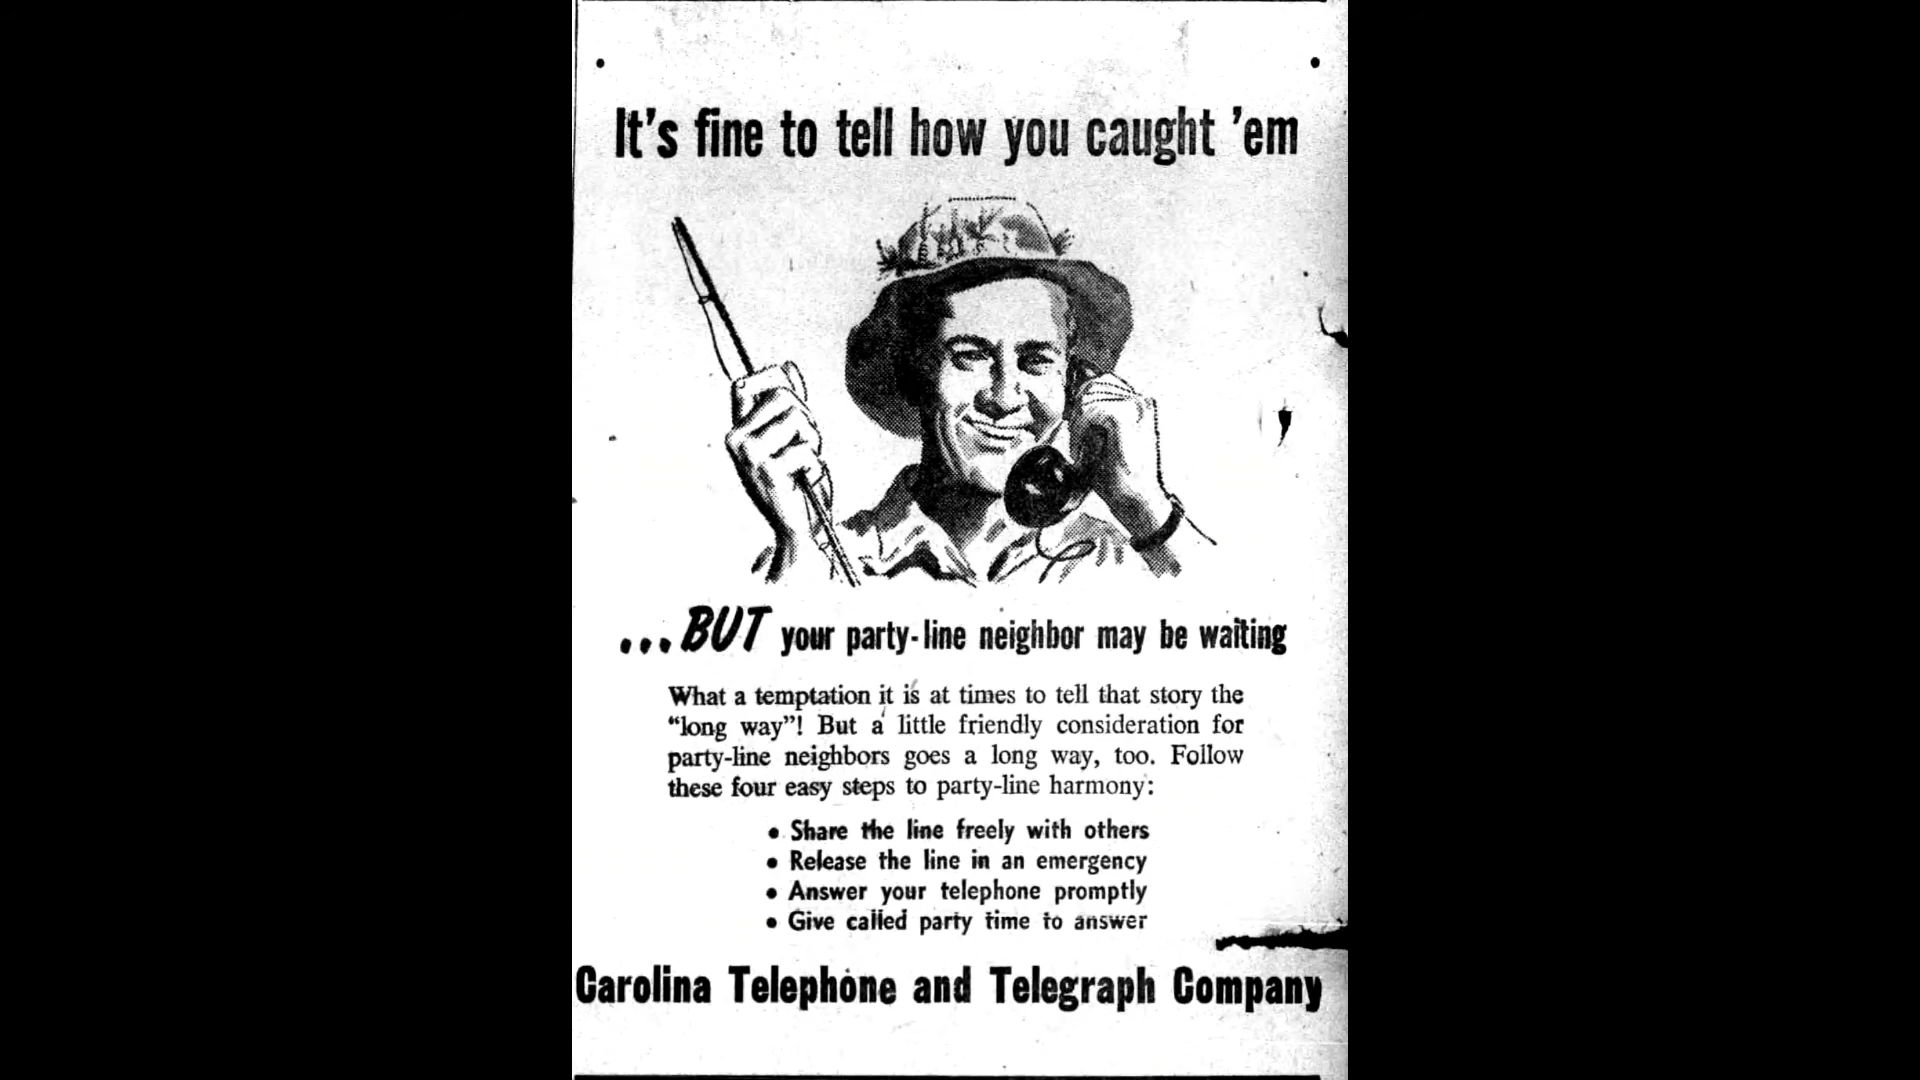 It's fine to tell how you caught 'em
...BUT your party-line neighbor may be waiting
What a temptation it is at times to tell that story the
“long way”! But a little friendly consideration for
party-line neighbors goes a long way, too. Follow
these four easy steps to party-line harmony:
• Share the line freely with others
• Release the line in an emergency
• Answer your telephone promptly
• Give called party time to answer
Carolina Telephone and Telegraph Company